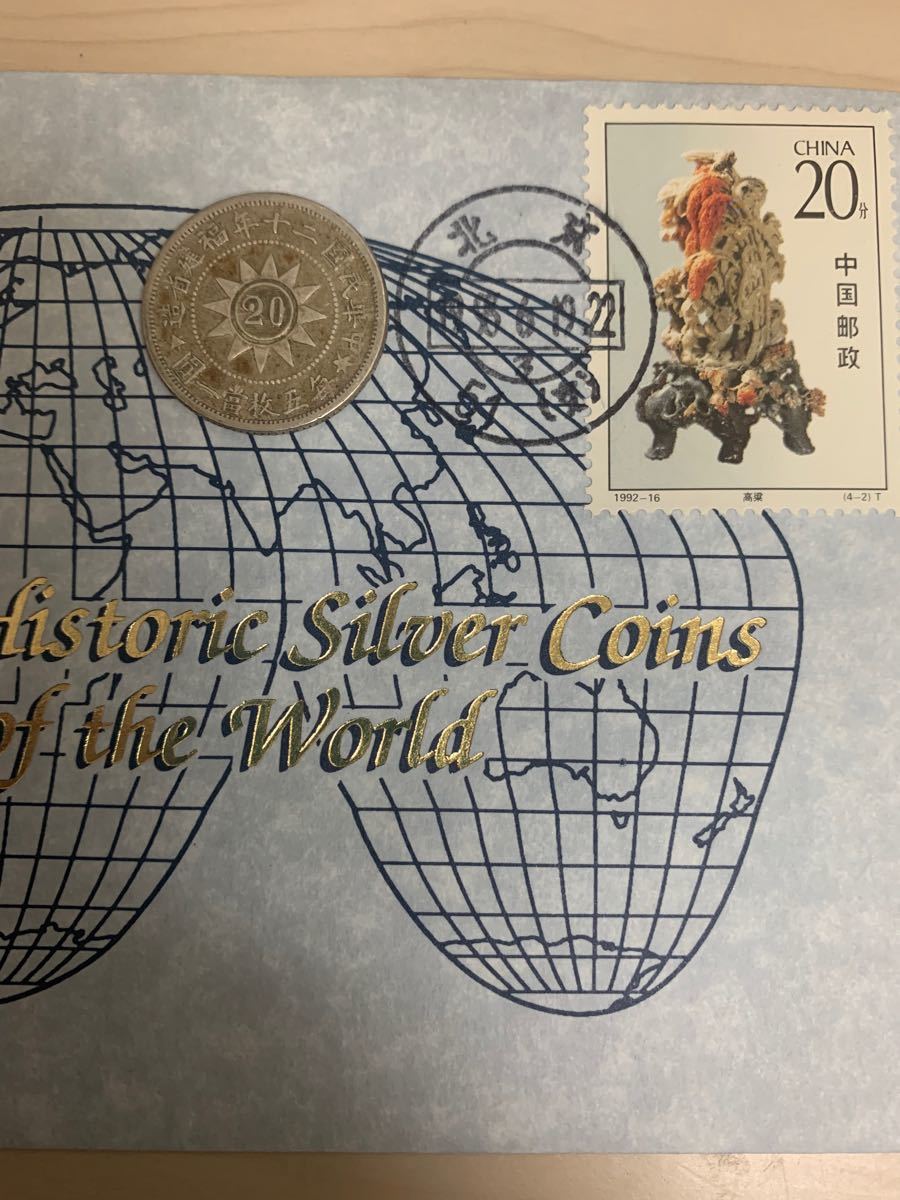 中華民國二十年福建省造
20
每五枚當一圓
北京
CHINA
20分
中国邮政
1992-16 高粱 (4-2) T
Historic Silver Coins
of the World